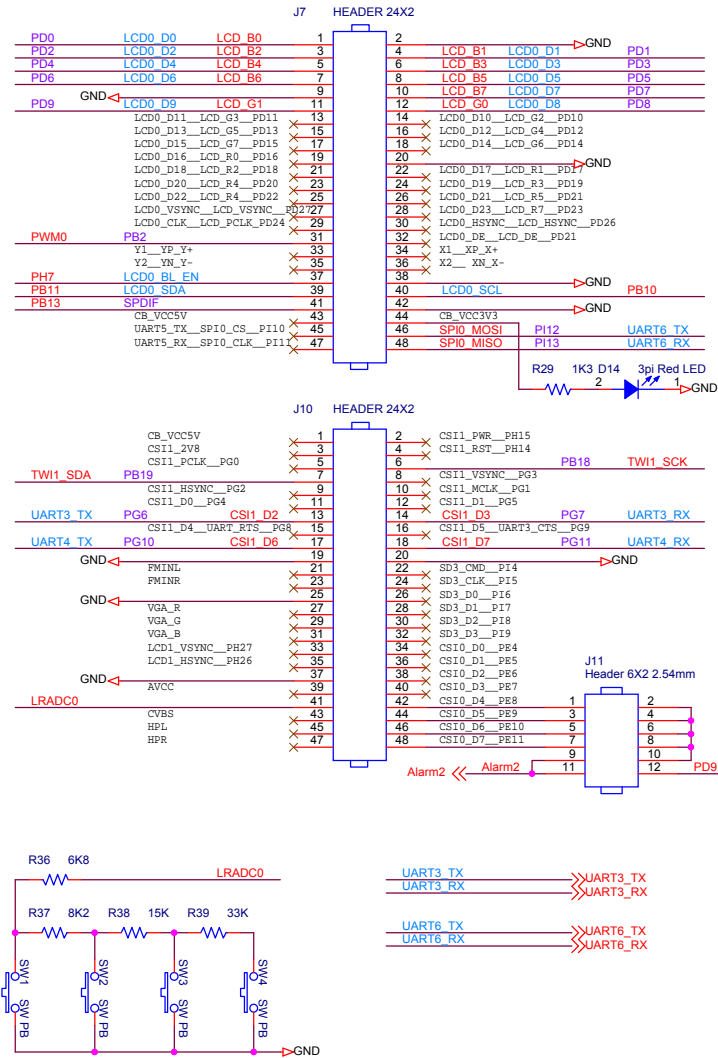 J7 HEADER 24X2
1 2 GND
PD0 LCD0_D0 LCD_B0
PD2 LCD0_D2 LCD_B2 3 4 LCD_B1 LCD0_D1 PD1
PD4 LCD0_D4 LCD_B4 5 6 LCD_B3 LCD0_D3 PD3
PD6 LCD0_D6 LCD_B6 7 8 LCD_B5 LCD0_D5 PD5
GND 9 10 LCD_B7 LCD0_D7 PD7
PD9 LCD0_D9 LCD_G1 11 12 LCD_G0 LCD0_D8 PD8
LCD0_D11__LCD_G3__PD11 13 14 LCD0_D10__LCD_G2__PD10
LCD0_D13__LCD_G5__PD13 15 16 LCD0_D12__LCD_G4__PD12
LCD0_D15__LCD_G7__PD15 17 18 LCD0_D14__LCD_G6__PD14
LCD0_D16__LCD_R0__PD16 19 20 GND
LCD0_D18__LCD_R2__PD18 21 22 LCD0_D17__LCD_R1__PD17
LCD0_D20__LCD_R4__PD20 23 24 LCD0_D19__LCD_R3__PD19
LCD0_D22__LCD_R4__PD22 25 26 LCD0_D21__LCD_R5__PD21
LCD0_VSYNC__LCD_VSYNC__PD27 27 28 LCD0_D23__LCD_R7__PD23
LCD0_CLK__LCD_PCLK_PD24 29 30 LCD0_HSYNC__LCD_HSYNC__PD26
PWM0 PB2 31 32 LCD0_DE__LCD_DE__PD21
Y1__YP_Y+ 33 34 X1__XP_X+
Y2__YN_Y- 35 36 X2__ XN_X-
PH7 LCD0_BL_EN 37 38 GND
PB11 LCD0_SDA 39 40 LCD0_SCL PB10
PB13 SPDIF 41 42 GND
CB_VCC5V 43 44 CB_VCC3V3
UART5_TX__SPI0_CS__PI10 45 46 SPI0_MOSI PI12 UART6_TX
UART5_RX__SPI0_CLK__PI11 47 48 SPI0_MISO PI13 UART6_RX
R29 1K3 D14 3pi Red LED
2 1 GND
J10 HEADER 24X2
CB_VCC5V 1 2 CSI1_PWR__PH15
CSI1_2V8 3 4 CSI1_RST__PH14
CSI1_PCLK__PG0 5 6 PB18 TWI1_SCK
TWI1_SDA PB19 7 8 CSI1_VSYNC__PG3
CSI1_HSYNC__PG2 9 10 CSI1_MCLK__PG1
CSI1_D0__PG4 11 12 CSI1_D1__PG5
UART3_TX PG6 CSI1_D2 13 14 CSI1_D3 PG7 UART3_RX
CSI1_D4__UART_RTS__PG8 15 16 CSI1_D5__UART3_CTS__PG9
UART4_TX PG10 CSI1_D6 17 18 CSI1_D7 PG11 UART4_RX
GND 19 20 GND
FMINL 21 22 SD3_CMD__PI4
FMINR 23 24 SD3_CLK__PI5
GND 25 26 SD3_D0__PI6
VGA_R 27 28 SD3_D1__PI7
VGA_G 29 30 SD3_D2__PI8
VGA_B 31 32 SD3_D3__PI9
LCD1_VSYNC__PH27 33 34 CSI0_D0__PE4
LCD1_HSYNC__PH26 35 36 CSI0_D1__PE5
GND 37 38 CSI0_D2__PE6
AVCC 39 40 CSI0_D3__PE7
LRADC0 41 42 CSI0_D4__PE8
CVBS 43 44 CSI0_D5__PE9
HPL 45 46 CSI0_D6__PE10
HPR 47 48 CSI0_D7__PE11
J11
Header 6X2 2.54mm
1 2
3 4
5 6
7 8
9 10
Alarm2 Alarm2 11 12 PD9
R36 6K8 LRADC0
R37 8K2 R38 15K R39 33K
SW1 SW2 SW3 SW4
SW PB SW PB SW PB SW PB
GND
UART3_TX UART3_TX
UART3_RX UART3_RX
UART6_TX UART6_TX
UART6_RX UART6_RX